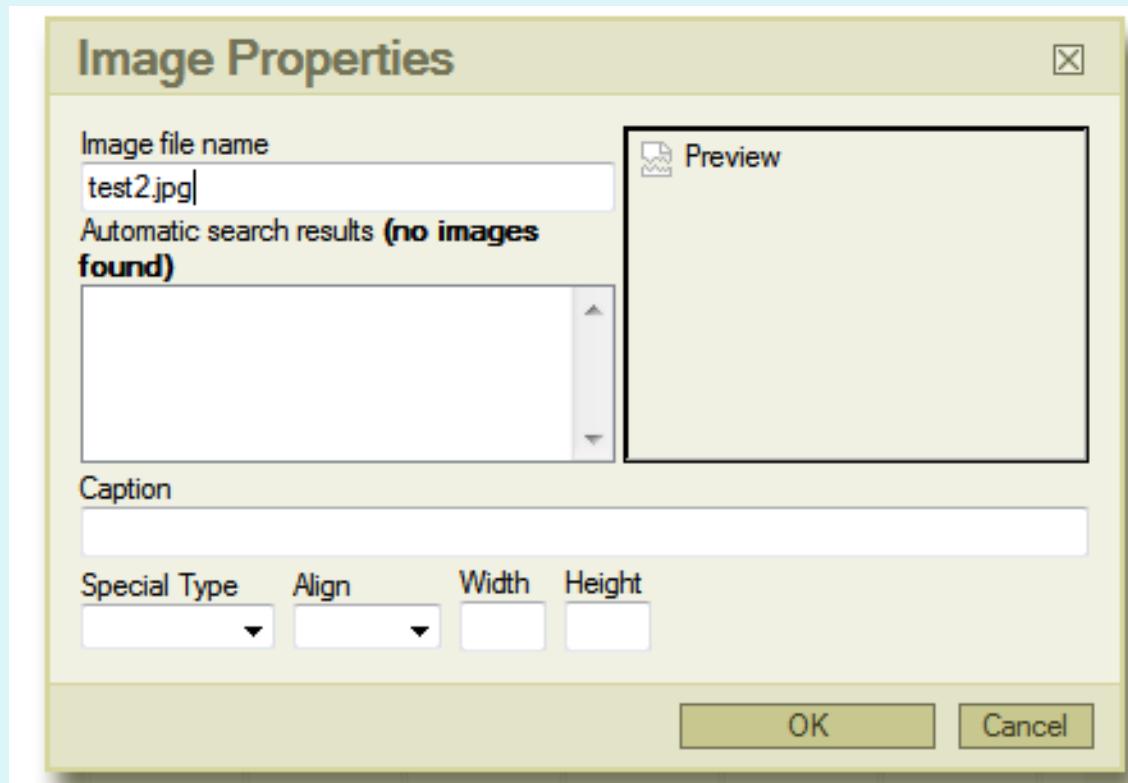 Image Properties
Image file name
test2.jpg
Preview
Automatic search results (no images
found)
Caption
Special Type Align Width Height
OK Cancel